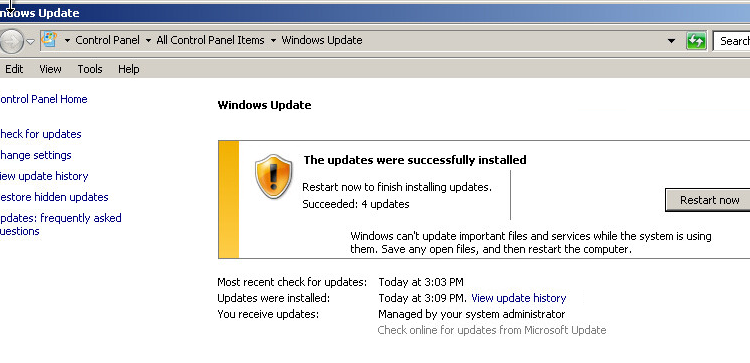 ndows Update
Control Panel All Control Panel Items Windows Update
Search
Edit View Tools Help
ontrol Panel Home
heck for updates
hange settings
iew update history
estore hidden updates
pdates: frequently asked
uestions
Windows Update
The updates were successfully installed
Restart now to finish installing updates.
Succeeded: 4 updates
Restart now
Windows can't update important files and services while the system is using
them. Save any open files, and then restart the computer.
Most recent check for updates: Today at 3:03 PM
Updates were installed: Today at 3:09 PM. View update history
You receive updates: Managed by your system administrator
Check online for updates from Microsoft Update